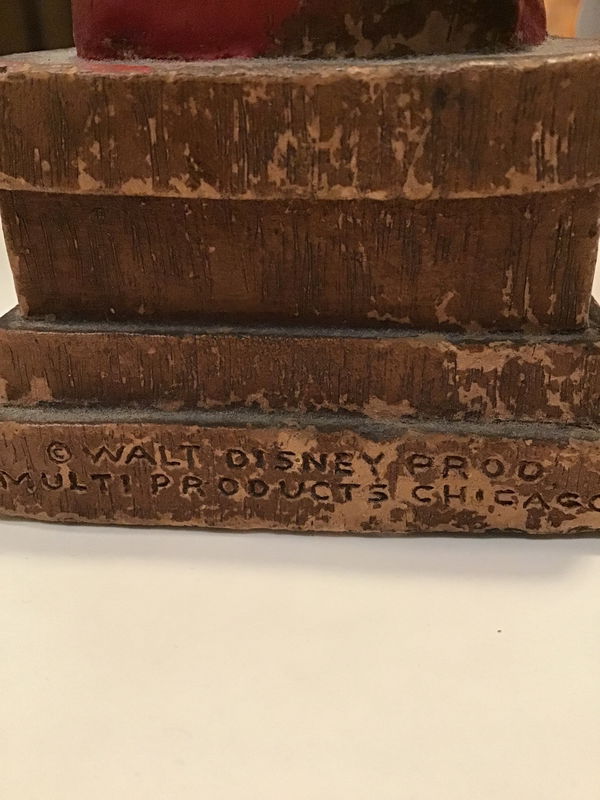 © WALT DISNEY PROD.
MULTI PRODUCTS CHICAGO